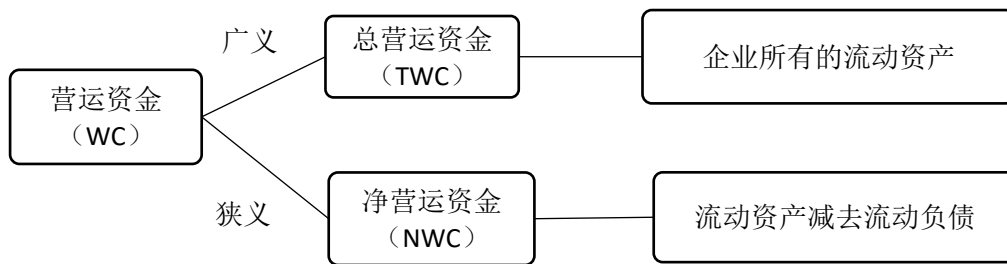 广义
总营运资金
（TWC）
企业所有的流动资产
营运资金
（WC）
狭义
净营运资金
（NWC）
流动资产减去流动负债